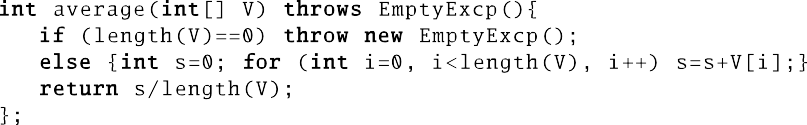 int average(int[] V) throws EmptyExcp(){
if (length(V)==0) throw new EmptyExcp();
else {int s=0; for (int i=0, i<length(V), i++) s=s+V[i];}
return s/length(V);
};